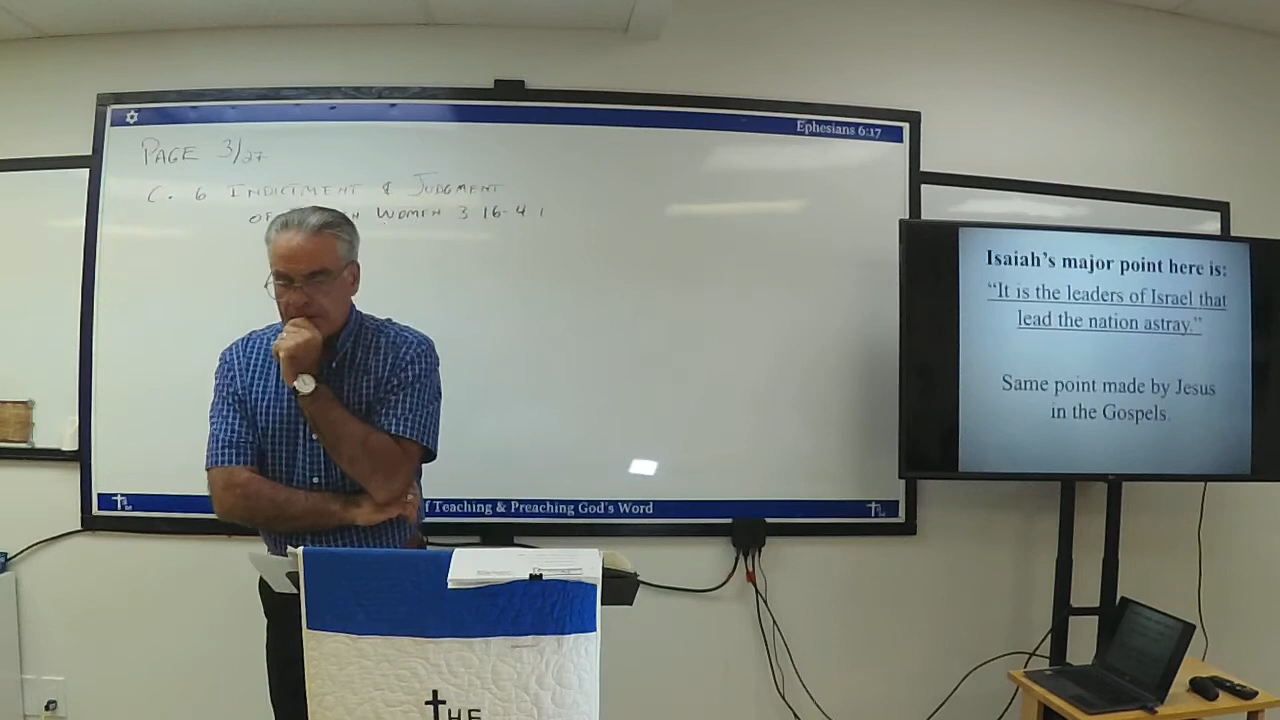 Ephesians 6:17
PAGE 3/27
C. 6 INDICTMENT & JUDGMENT
OF WOMEN 3 16-4 1
f Teaching & Preaching God's Word
Isaiah's major point here is:
"It is the leaders of Israel that
lead the nation astray."
Same point made by Jesus
in the Gospels.
THE